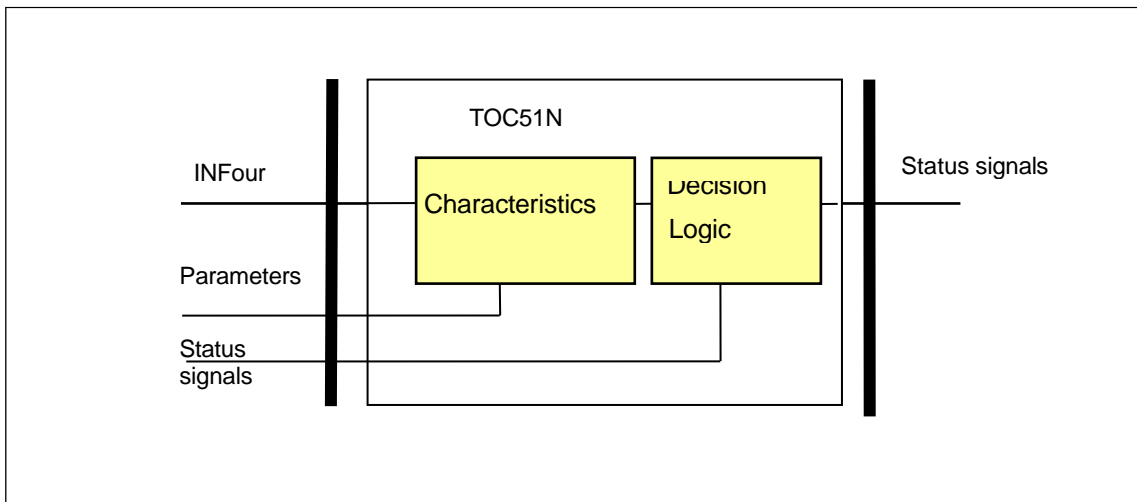 TOC51N
INFour
Status signals
Characteristics
Decision
Logic
Parameters
Status
signals